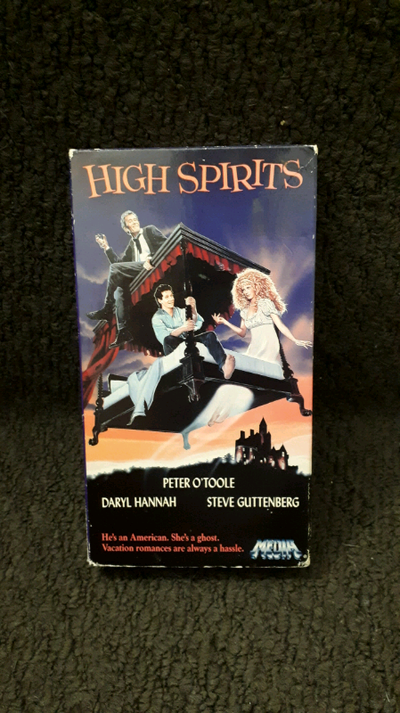 HIGH SPIRITS
PETER O'TOOLE
DARYL HANNAH STEVE GUTTENBERG
He's an American. She's a ghost.
Vacation romances are always a hassle.
MEDIA